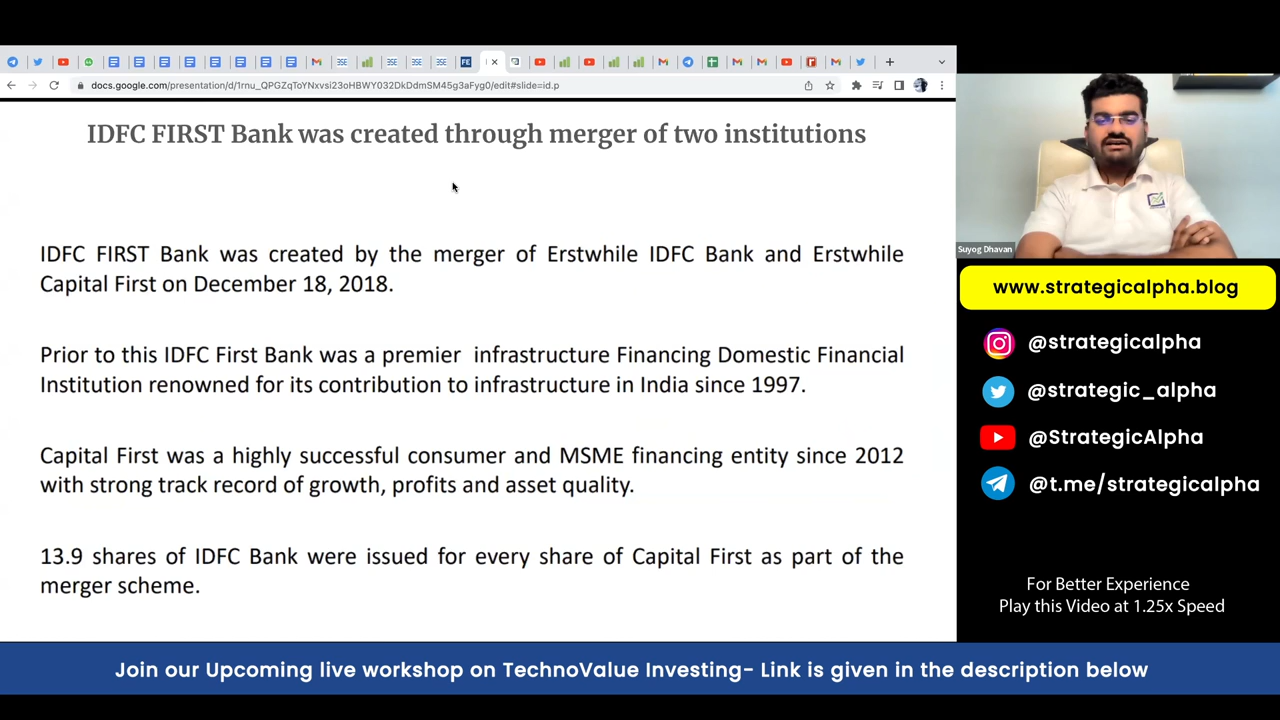 docs.google.com/presentation/d/1rnu_QPGZqToYNxvsi23oHBWY032DkDdmSM45g3aFyg0/edit#slide=id.p
IDFC FIRST Bank was created through merger of two institutions
IDFC FIRST Bank was created by the merger of Erstwhile IDFC Bank and Erstwhile
Capital First on December 18, 2018.
Prior to this IDFC First Bank was a premier infrastructure Financing Domestic Financial
Institution renowned for its contribution to infrastructure in India since 1997.
Capital First was a highly successful consumer and MSME financing entity since 2012
with strong track record of growth, profits and asset quality.
13.9 shares of IDFC Bank were issued for every share of Capital First as part of the
merger scheme.
Suyog Dhavan
www.strategicalpha.blog
@strategicalpha
@strategic_alpha
@StrategicAlpha
@t.me/strategicalpha
For Better Experience
Play this Video at 1.25x Speed
Join our Upcoming live workshop on TechnoValue Investing- Link is given in the description below